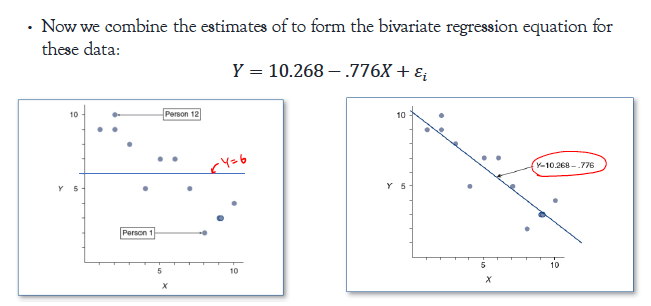 • Now we combine the estimates of to form the bivariate regression equation for
these data:
Y = 10.268 − .776X + εᵢ
10
Person 12
Y=6
Y
5
Person 1
5
10
X
10
Y=10.268 – .776
Y
5
5
10
X